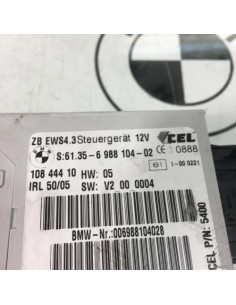 ZB EWS4.3 Steuergerät 12V CEL
S:61.35-6 988 104-02 CE 0888
108 444 10 HW: 05 e1 )-00 0221
IRL 50/05 SW: V2 00 0004
BMW-Nr.:006988104028
CEL P/N: 5400